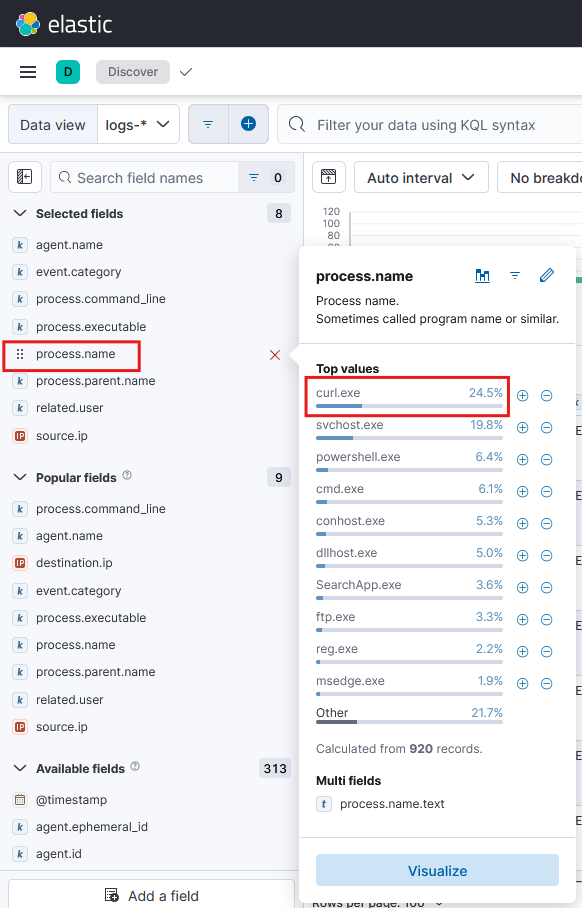 elastic
D
Discover
Data view
logs-*
Filter your data using KQL syntax
Search field names
0
Auto interval
No breakdo
Selected fields
8
120
100
80
60
k agent.name
k event.category
k process.command_line
k process.executable
process.name
k process.parent.name
k related.user
IP source.ip
Popular fields
9
k process.command_line
k agent.name
IP destination.ip
k event.category
k process.executable
k process.name
k process.parent.name
k related.user
IP source.ip
Available fields
313
@timestamp
k agent.ephemeral_id
k agent.id
Add a field
process.name
Process name.
Sometimes called program name or similar.
Top values
curl.exe 24.5%
svchost.exe 19.8%
powershell.exe 6.4%
cmd.exe 6.1%
conhost.exe 5.3%
dllhost.exe 5.0%
SearchApp.exe 3.6%
ftp.exe 3.3%
reg.exe 2.2%
msedge.exe 1.9%
Other 21.7%
Calculated from 920 records.
Multi fields
t process.name.text
Visualize
Rows per page: 100